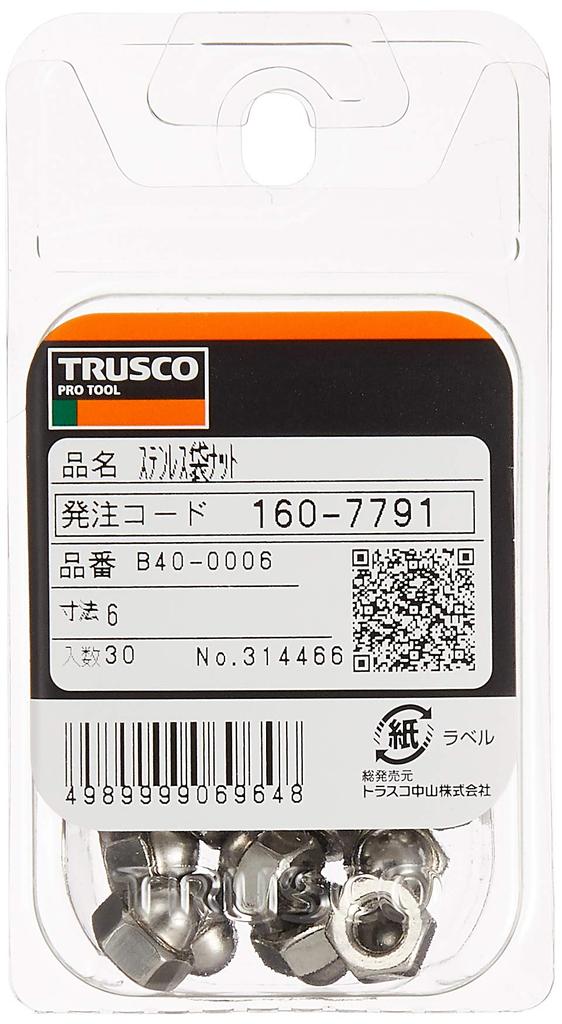 TRUSCO
PRO TOOL
品名 ステンレス袋ナット
発注コード 160-7791
品番 B40-0006
寸法 6
入数 30 No.314466
4989999069648
紙 ラベル
総発売元
トラスコ中山株式会社
TRUSCO